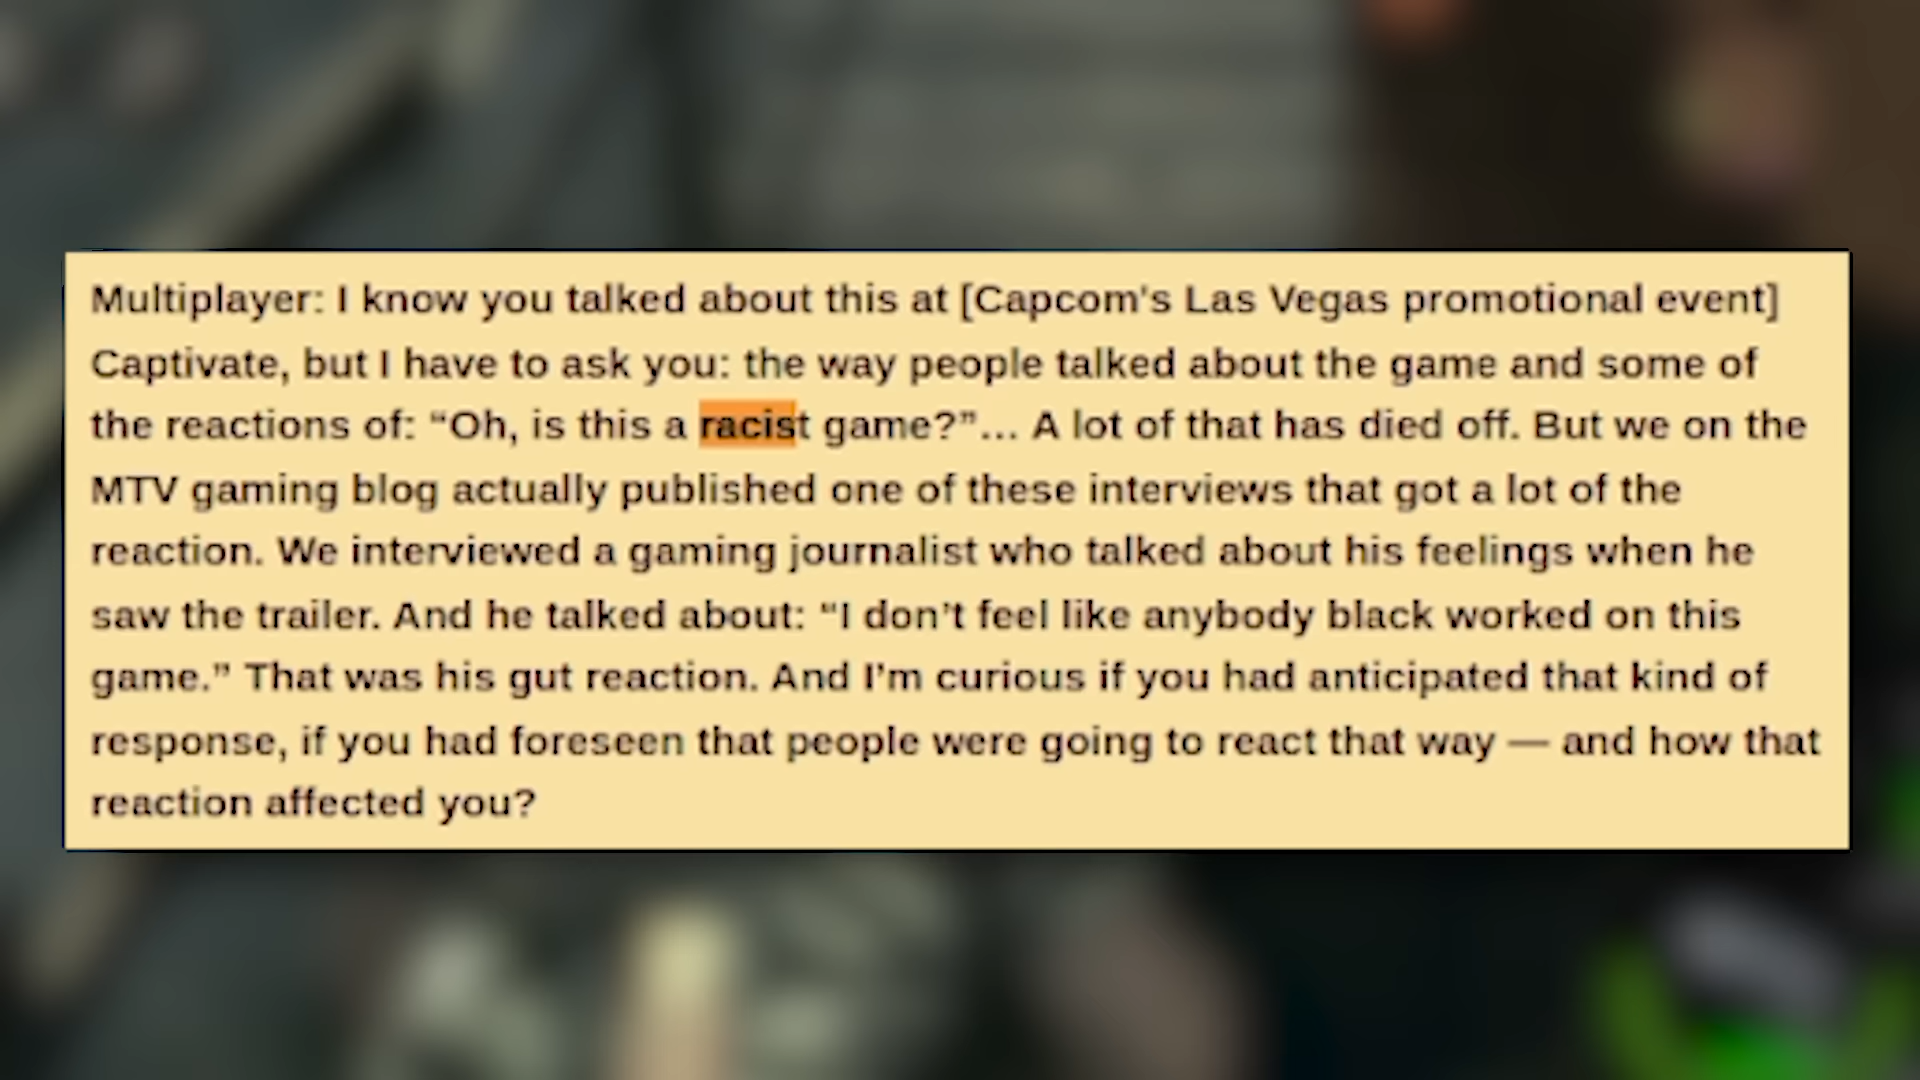 Multiplayer: I know you talked about this at [Capcom's Las Vegas promotional event]
Captivate, but I have to ask you: the way people talked about the game and some of
the reactions of: “Oh, is this a racist game?”… A lot of that has died off. But we on the
MTV gaming blog actually published one of these interviews that got a lot of the
reaction. We interviewed a gaming journalist who talked about his feelings when he
saw the trailer. And he talked about: “I don’t feel like anybody black worked on this
game.” That was his gut reaction. And I’m curious if you had anticipated that kind of
response, if you had foreseen that people were going to react that way — and how that
reaction affected you?